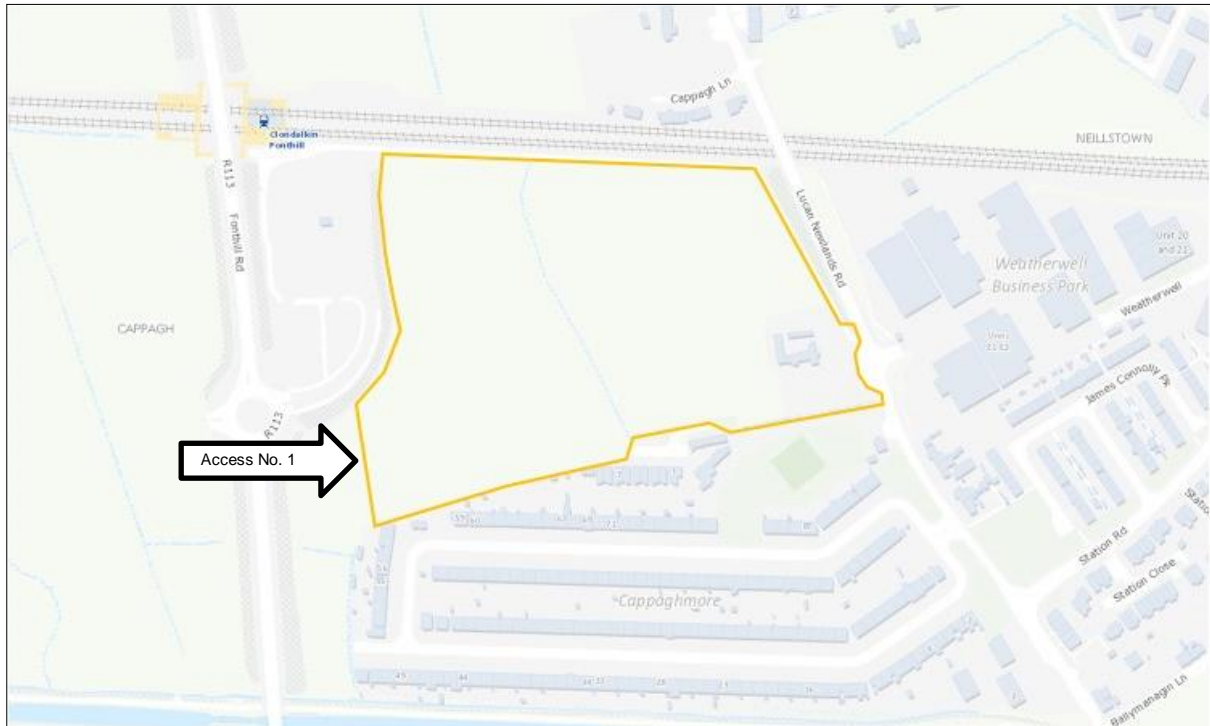 Cappagh Ln
NEILLSTOWN
Clondalkin
Fonthill
R113
Fonthill Rd
Lucan Newlands Rd
Unit 20
and 21
Weatherwell
Business Park
Weatherwell
CAPPAGH
James Connolly Pk
R113
Access No. 1
Station Rd
Station Close
Cappaghmore
Ballymanagin Ln